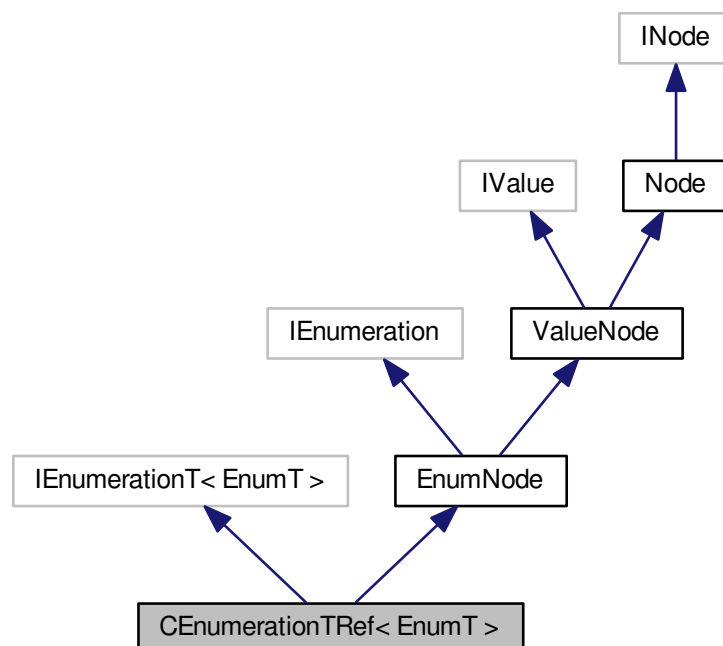 INode
IValue
Node
IEnumeration
ValueNode
IEnumerationT< EnumT >
EnumNode
CEnumerationTRef< EnumT >